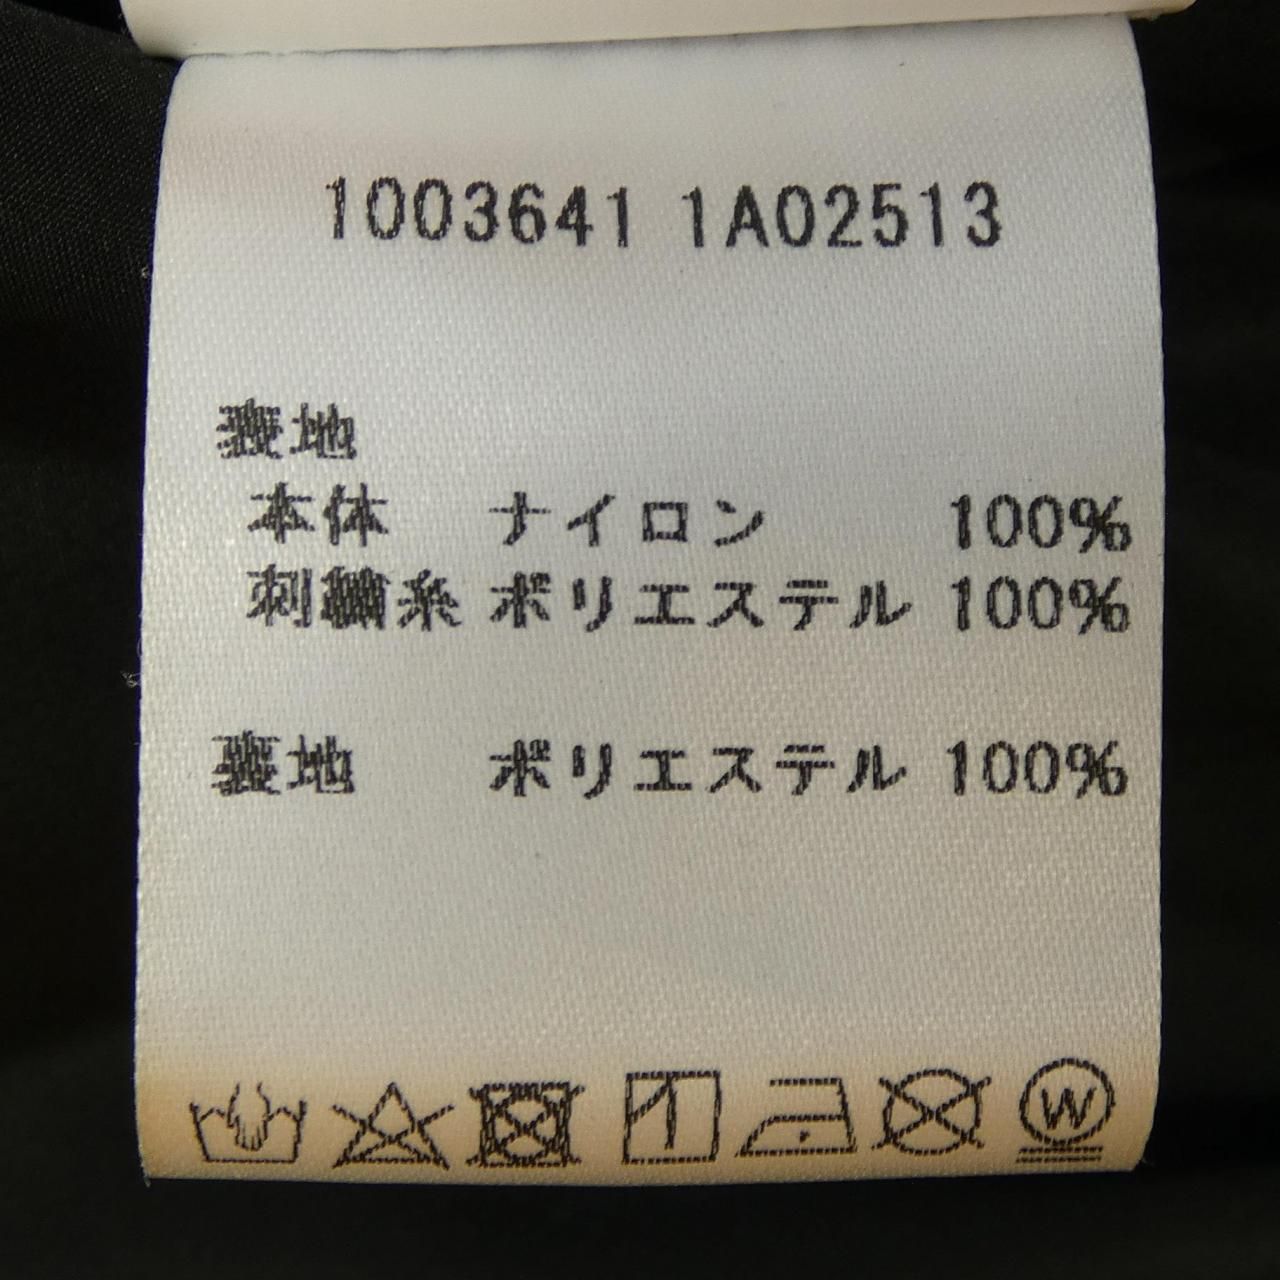 1003641 1A02513
表地
本体 ナイロン 100%
刺繍糸 ポリエステル 100%
裏地 ポリエステル 100%
W